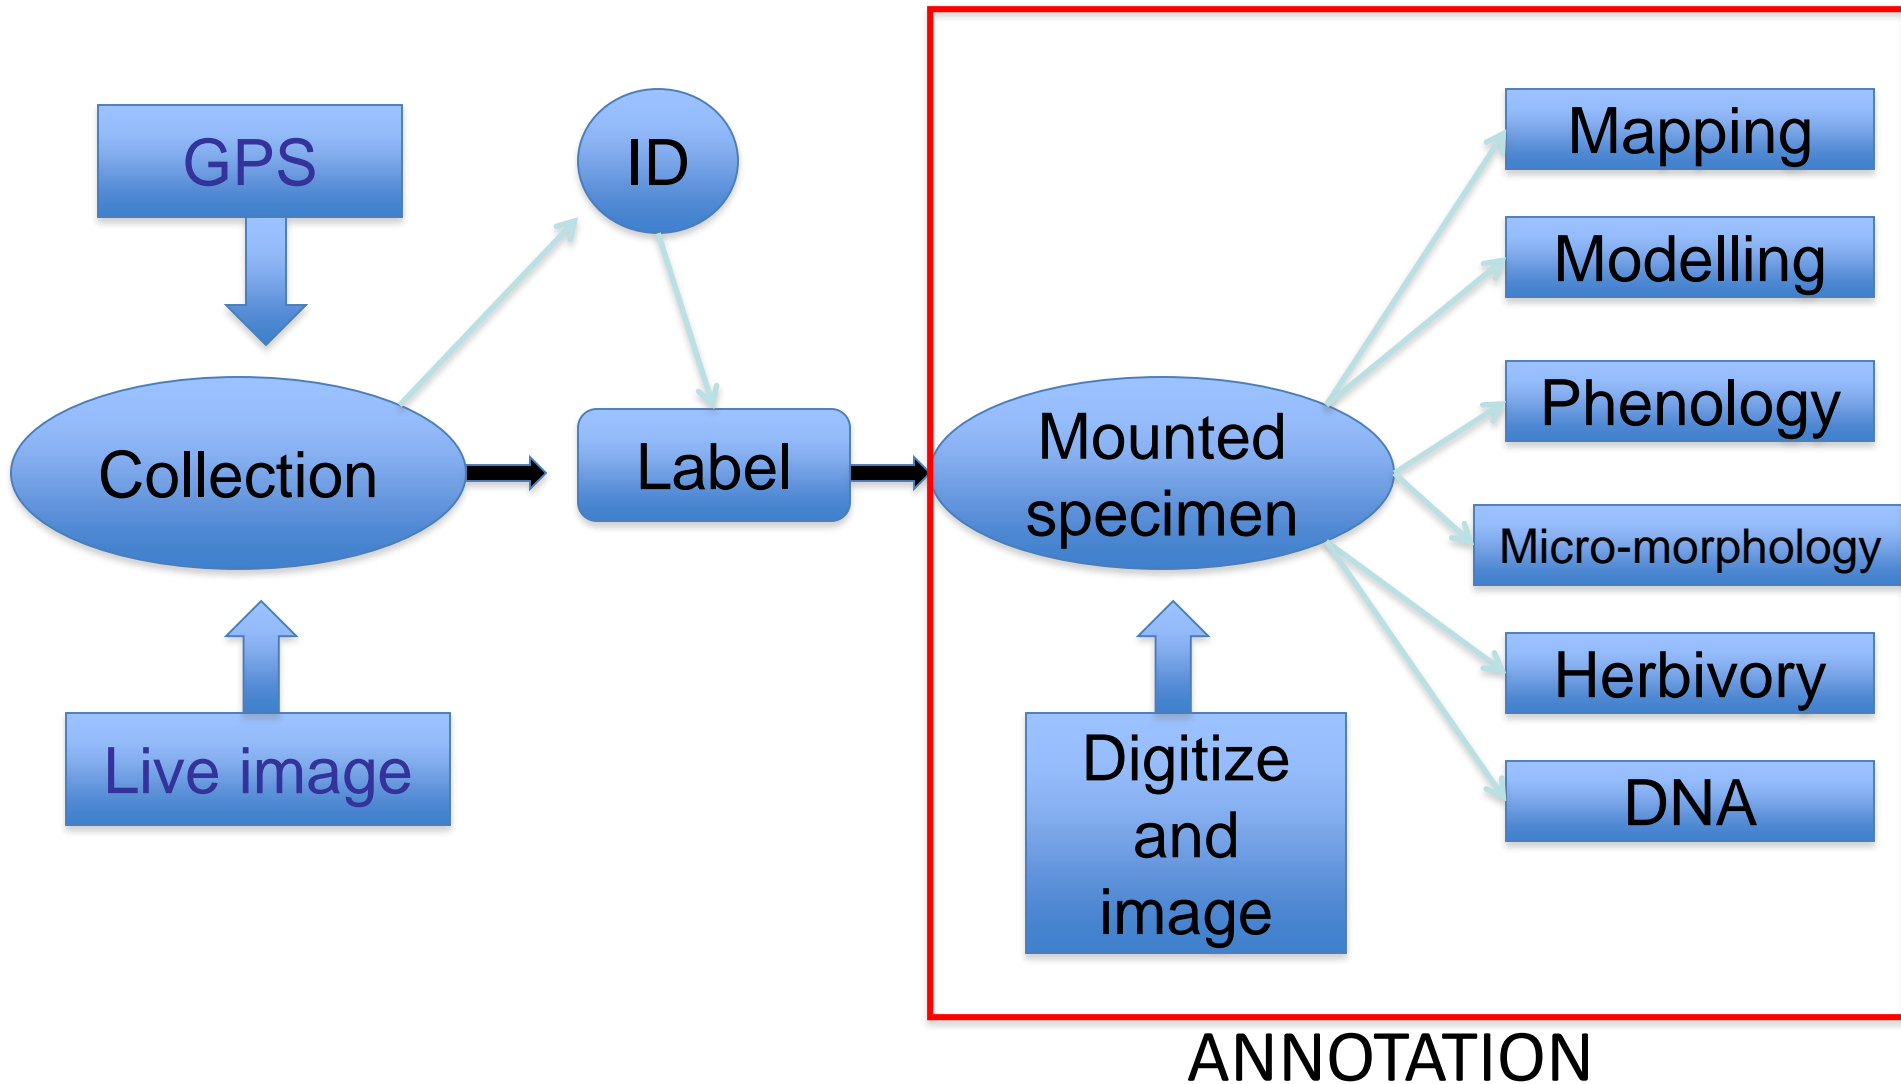 GPS
ID
Collection
Label
Live image
Mounted
specimen
Digitize
and
image
Mapping
Modelling
Phenology
Micro-morphology
Herbivory
DNA
ANNOTATION